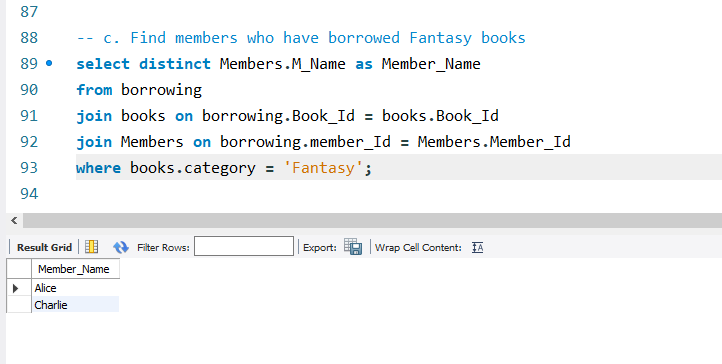 87
88 -- c. Find members who have borrowed Fantasy books
89 select distinct Members.M_Name as Member_Name
90 from borrowing
91 join books on borrowing.Book_Id = books.Book_Id
92 join Members on borrowing.member_Id = Members.Member_Id
93 where books.category = 'Fantasy';
94
Result Grid Filter Rows: Export: Wrap Cell Content:
Member_Name
Alice
Charlie